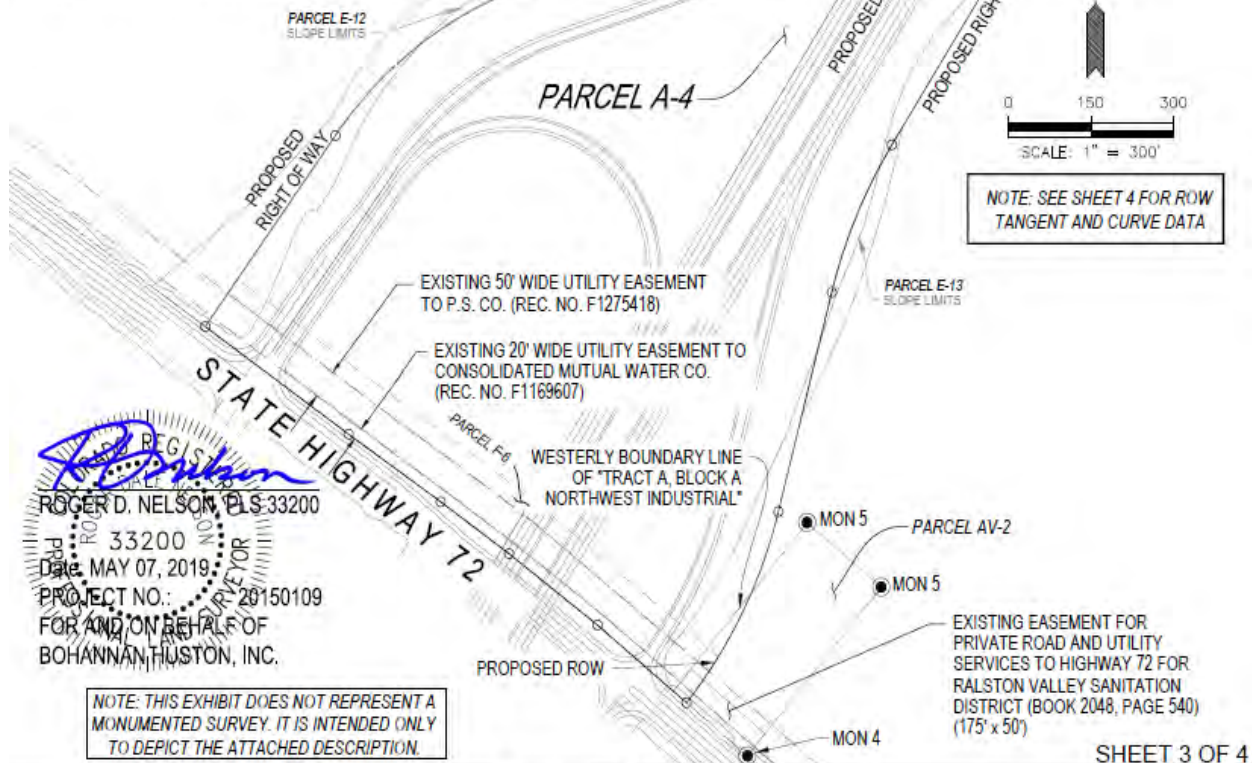 PARCEL E-12
SLOPE LIMITS
PARCEL A-4
PROPOSED
PROPOSED RIGH
0 150 300
SCALE: 1" = 300'
NOTE: SEE SHEET 4 FOR ROW
TANGENT AND CURVE DATA
PROPOSED
RIGHT OF WAY
EXISTING 50' WIDE UTILITY EASEMENT
TO P.S. CO. (REC. NO. F1275418)
PARCEL E-13
SLOPE LIMITS
EXISTING 20' WIDE UTILITY EASEMENT TO
CONSOLIDATED MUTUAL WATER CO.
(REC. NO. F1169607)
STATE HIGHWAY 72
PARCEL F-6
WESTERLY BOUNDARY LINE
OF "TRACT A, BLOCK A
NORTHWEST INDUSTRIAL"
MON 5
PARCEL AV-2
MON 5
ROGER D. NELSON, PLS 33200
33200
Date: MAY 07, 2019
PROJECT NO.: 20150109
FOR AND ON BEHALF OF
BOHANNAN HUSTON, INC.
EXISTING EASEMENT FOR
PRIVATE ROAD AND UTILITY
SERVICES TO HIGHWAY 72 FOR
RALSTON VALLEY SANITATION
DISTRICT (BOOK 2048, PAGE 540)
(175' x 50')
PROPOSED ROW
NOTE: THIS EXHIBIT DOES NOT REPRESENT A
MONUMENTED SURVEY. IT IS INTENDED ONLY
TO DEPICT THE ATTACHED DESCRIPTION.
MON 4
SHEET 3 OF 4